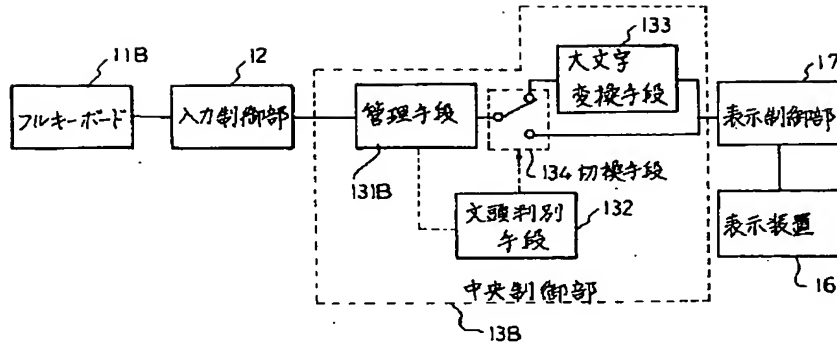 11B
12
133
17
フルキーボード
入力制御部
管理手段
大文字
変換手段
表示制御部
131B
134 切換手段
文頭判別
手段
132
表示装置
中央制御部
16
13B